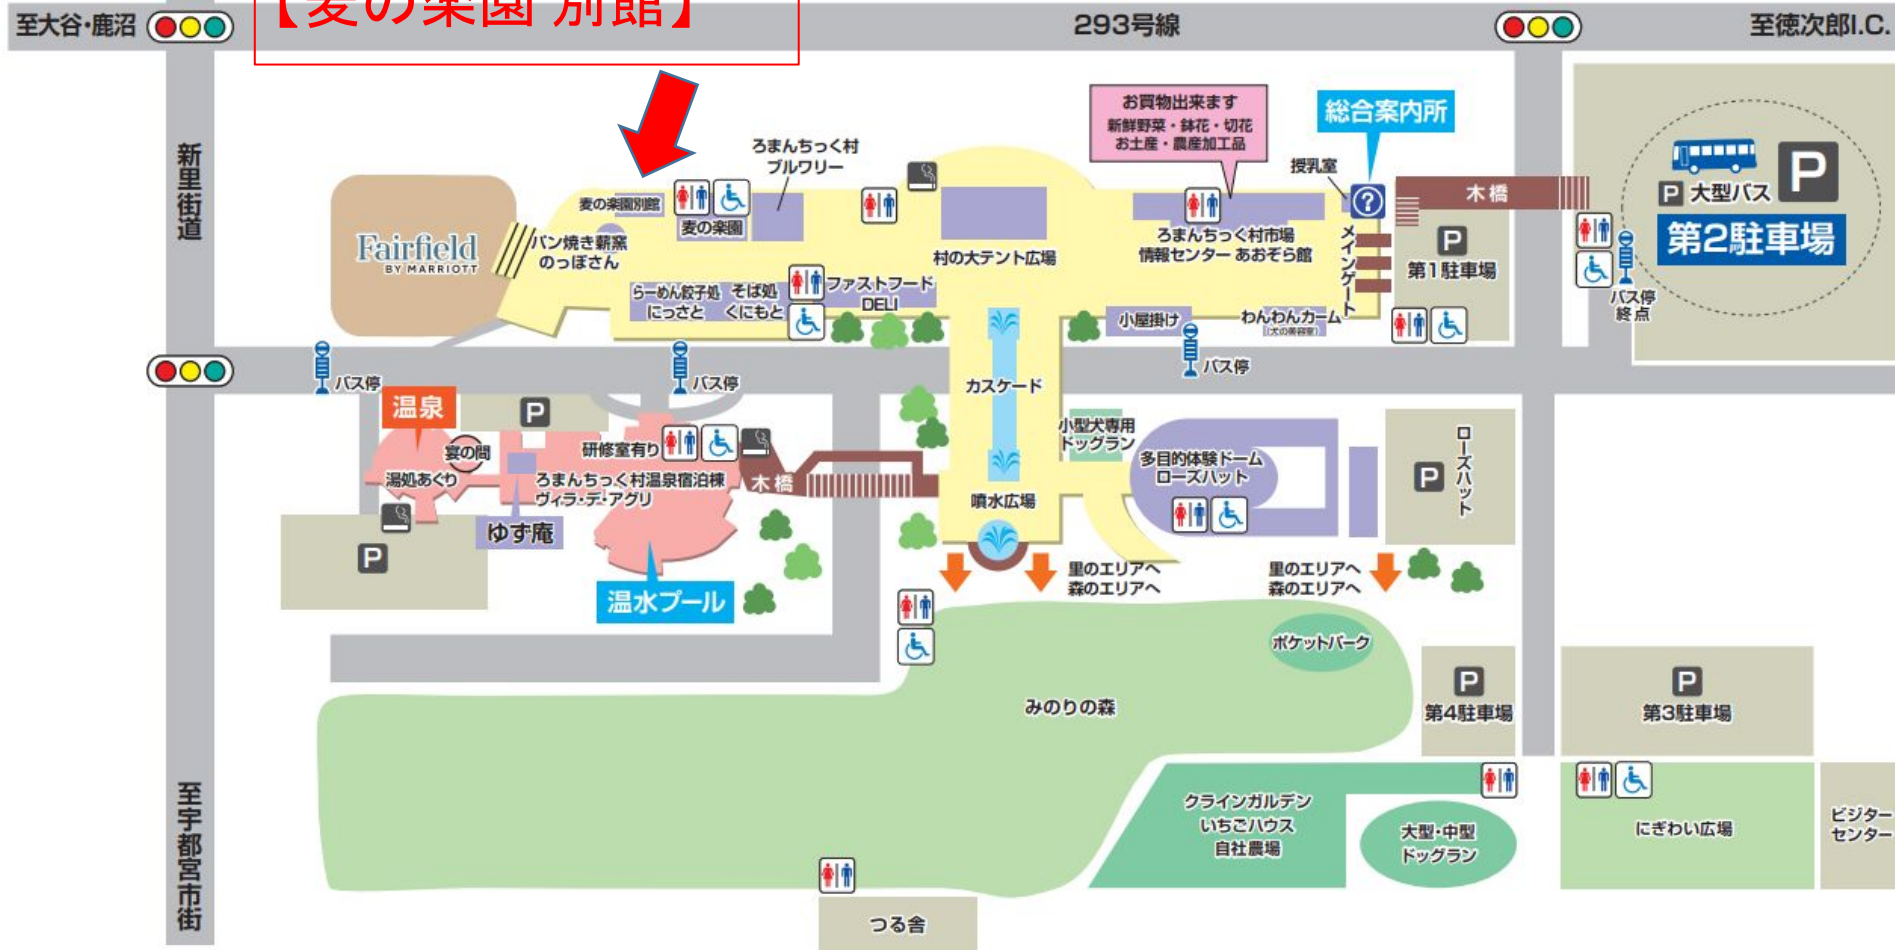 【麦の楽園 別館】
至大谷・鹿沼
293号線
至徳次郎I.C.
新里街道
お買物出来ます
新鮮野菜・鉢花・切花
お土産・農産加工品
総合案内所
授乳室
?
木橋
P 大型バス P
第2駐車場
ろまんちっく村
ブルワリー
麦の楽園別館
麦の楽園
Fairfield
BY MARRIOTT
パン焼き薪窯
のっぽさん
村の大テント広場
ろまんちっく村市場
情報センター あおぞら館
メインゲート
P
第1駐車場
バス停
終点
らーめん餃子処
にっさと
そば処
くにもと
ファストフード
DELI
小屋掛け
わんわんカーム
(犬の美容室)
バス停
バス停
バス停
カスケード
温泉
P
宴の間
湯処あぐり
研修室有り
ろまんちっく村温泉宿泊棟
ヴィラ・デ・アグリ
木橋
ゆず庵
P
温水プール
噴水広場
小型犬専用
ドッグラン
多目的体験ドーム
ローズハット
P
ローズハット
里のエリアへ
森のエリアへ
里のエリアへ
森のエリアへ
ポケットパーク
みのりの森
P
第4駐車場
P
第3駐車場
至宇都宮市街
クラインガルデン
いちごハウス
自社農場
大型・中型
ドッグラン
にぎわい広場
ビジター
センター
つる舎